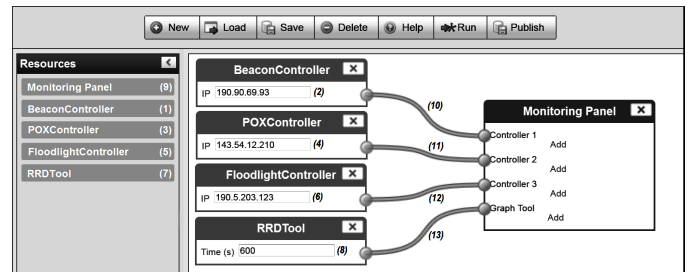 New Load Save Delete Help Run Publish
Resources
Monitoring Panel (9)
BeaconController (1)
POXController (3)
FloodlightController (5)
RRDTool (7)
BeaconController
IP 190.90.69.93 (2)
POXController
IP 143.54.12.210 (4)
FloodlightController
IP 190.5.203.123 (6)
RRDTool
Time (s) 600 (8)
(10)
(11)
(12)
(13)
Monitoring Panel
Controller 1
Add
Controller 2
Add
Controller 3
Add
Graph Tool
Add